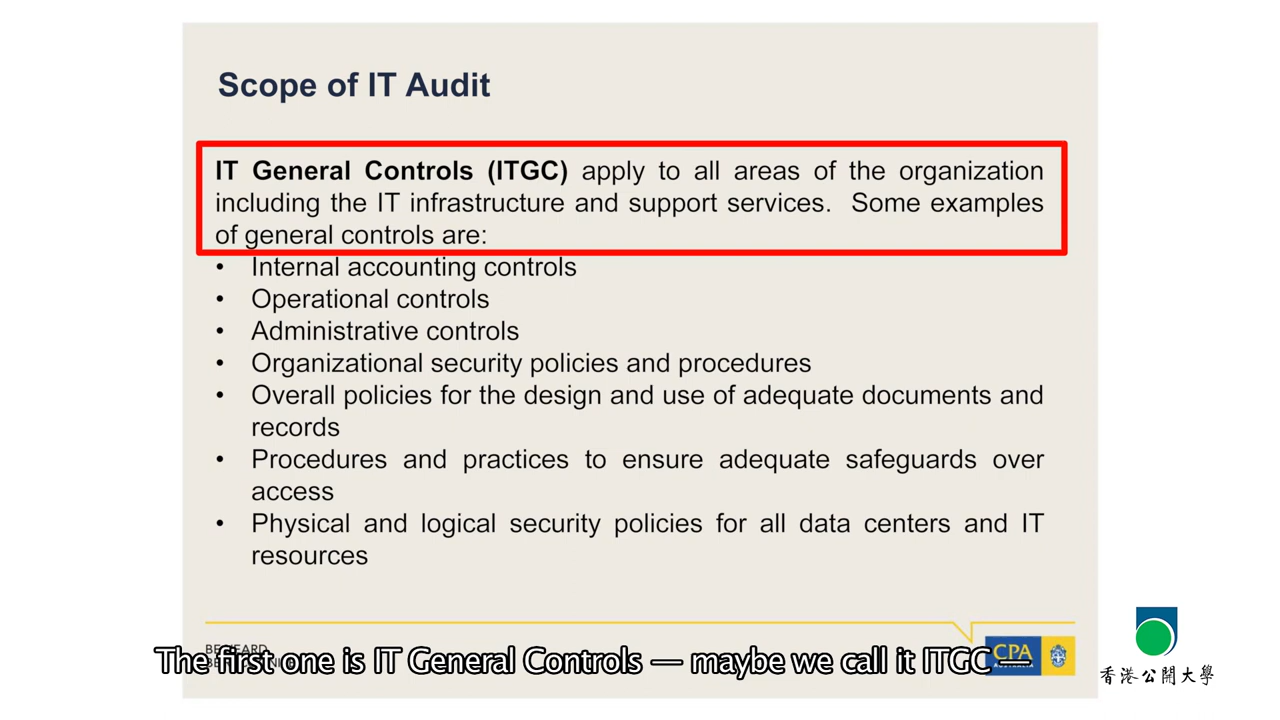 Scope of IT Audit
IT General Controls (ITGC) apply to all areas of the organization
including the IT infrastructure and support services. Some examples
of general controls are:
• Internal accounting controls
• Operational controls
• Administrative controls
• Organizational security policies and procedures
• Overall policies for the design and use of adequate documents and
records
• Procedures and practices to ensure adequate safeguards over
access
• Physical and logical security policies for all data centers and IT
resources
The first one is IT General Controls — maybe we call it ITGC —
CPA
香港公開大學